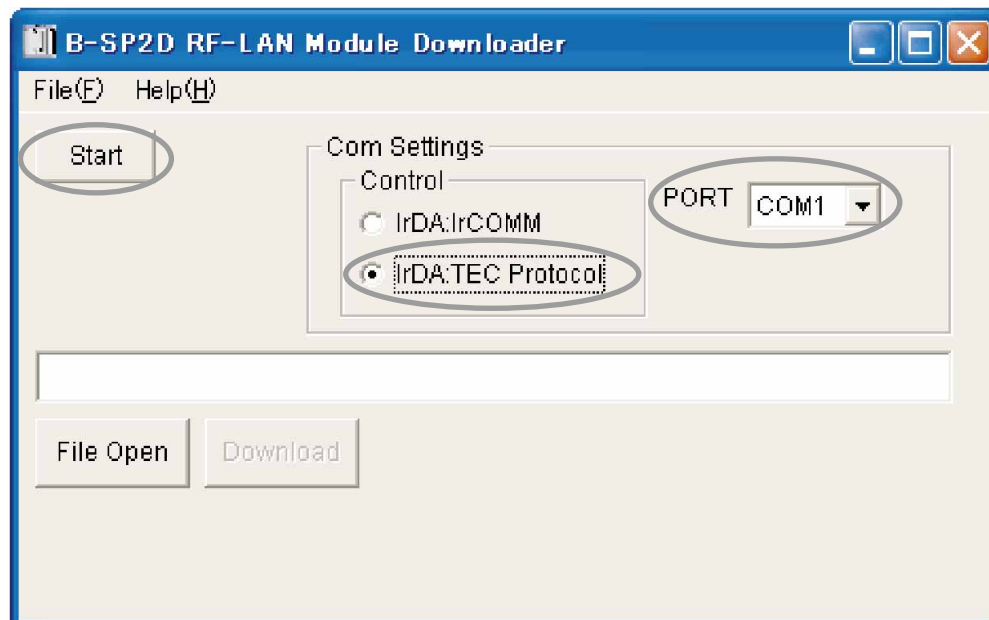 B-SP2D RF-LAN Module Downloader
File(F) Help(H)
Start
Com Settings
Control
IrDA:IrCOMM
IrDA:TEC Protocol
PORT COM1
File Open Download